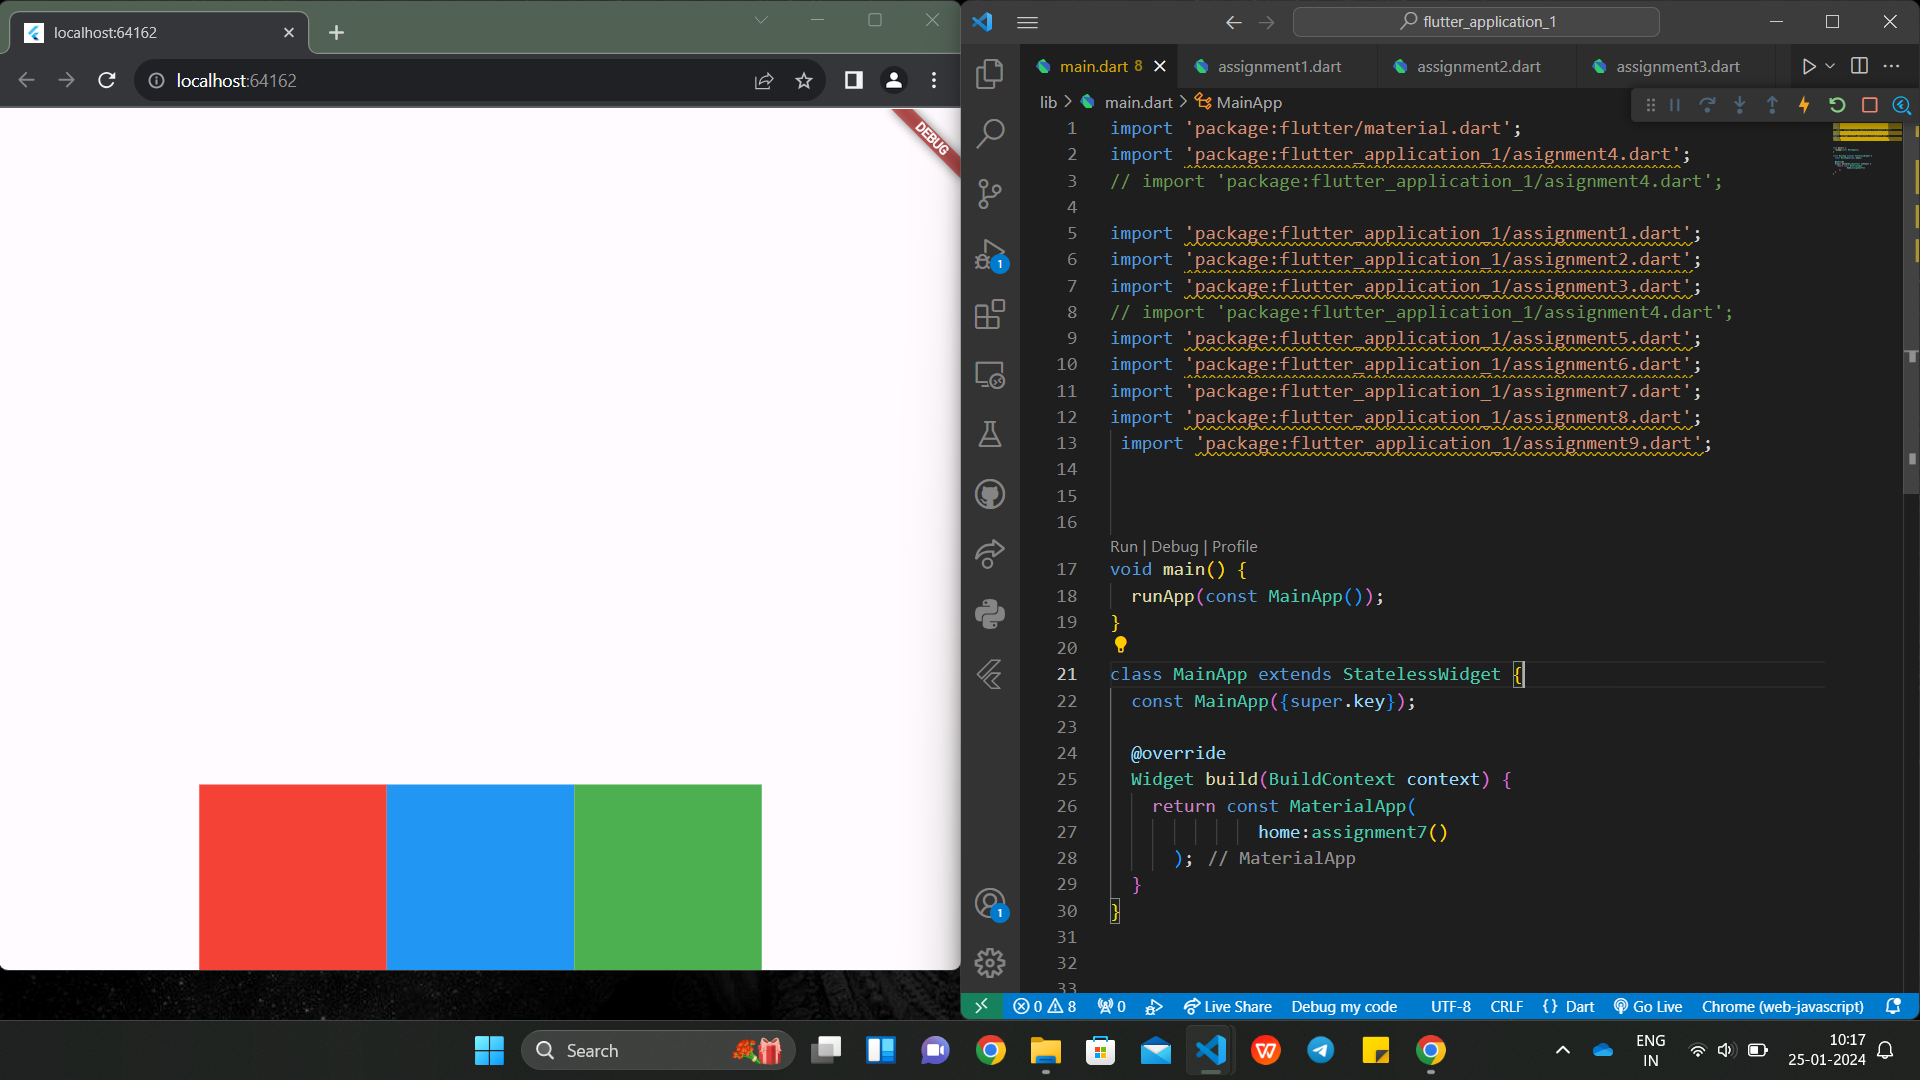 localhost:64162
localhost:64162
DEBUG
flutter_application_1
main.dart 8
assignment1.dart
assignment2.dart
assignment3.dart
lib > main.dart > MainApp
1 import 'package:flutter/material.dart';
2 import 'package:flutter_application_1/asignment4.dart';
3 // import 'package:flutter_application_1/asignment4.dart';
4
5 import 'package:flutter_application_1/assignment1.dart';
6 import 'package:flutter_application_1/assignment2.dart';
7 import 'package:flutter_application_1/assignment3.dart';
8 // import 'package:flutter_application_1/assignment4.dart';
9 import 'package:flutter_application_1/assignment5.dart';
10 import 'package:flutter_application_1/assignment6.dart';
11 import 'package:flutter_application_1/assignment7.dart';
12 import 'package:flutter_application_1/assignment8.dart';
13 import 'package:flutter_application_1/assignment9.dart';
14
15
16
Run | Debug | Profile
17 void main() {
18 runApp(const MainApp());
19 }
20
21 class MainApp extends StatelessWidget {
22 const MainApp({super.key});
23
24 @override
25 Widget build(BuildContext context) {
26 return const MaterialApp(
27 home:assignment7()
28 ); // MaterialApp
29 }
30 }
31
32
33
1
1
0 8 0 Live Share Debug my code UTF-8 CRLF {} Dart Go Live Chrome (web-javascript)
Search
ENG
IN
10:17
25-01-2024